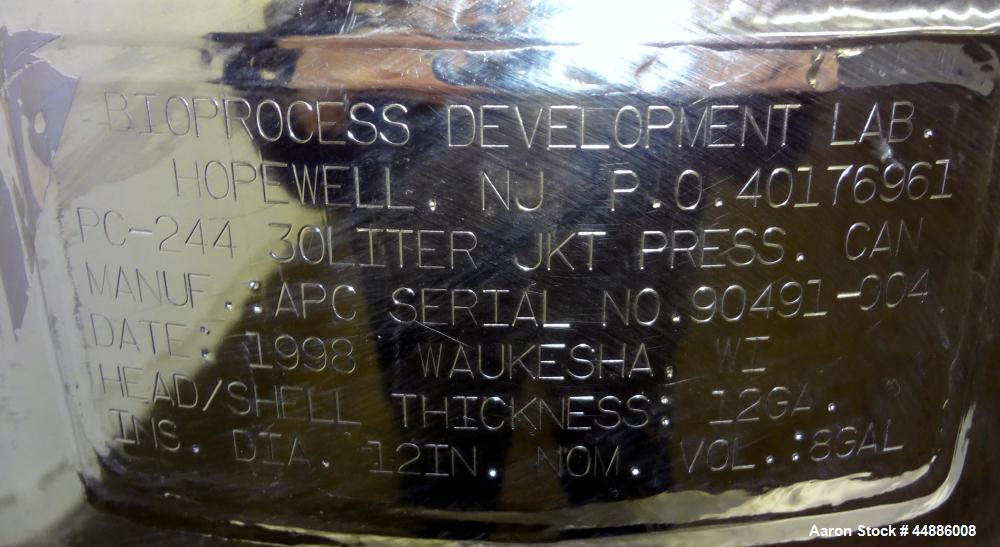 BIOPROCESS DEVELOPMENT LAB.
HOPEWELL, NJ P.O.40176961
PC-244 30LITER JKT PRESS. CAN
MANUF.:APC SERIAL NO.90491-004
DATE: 1998 WAUKESHA, WI
HEAD/SHELL THICKNESS: 12GA.
INS. DIA. 12IN. NOM. VOL.:8GAL
Aaron Stock # 44886008